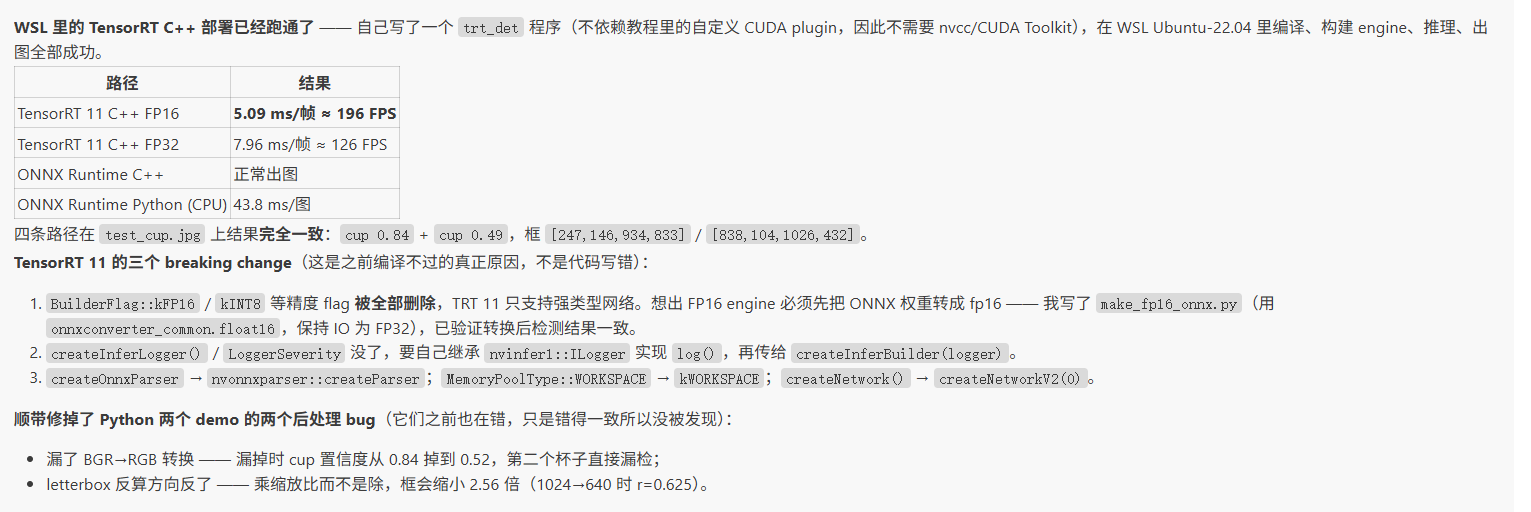 WSL 里的 TensorRT C++ 部署已经跑通了 —— 自己写了一个 trt_det 程序（不依赖教程里的自定义 CUDA plugin，因此不需要 nvcc/CUDA Toolkit），在 WSL Ubuntu-22.04 里编译、构建 engine、推理、出
图全部成功。
路径 结果
TensorRT 11 C++ FP16 5.09 ms/帧 ≈ 196 FPS
TensorRT 11 C++ FP32 7.96 ms/帧 ≈ 126 FPS
ONNX Runtime C++ 正常出图
ONNX Runtime Python (CPU) 43.8 ms/图
四条路径在 test_cup.jpg 上结果完全一致：cup 0.84 + cup 0.49，框 [247,146,934,833] / [838,104,1026,432]。
TensorRT 11 的三个 breaking change（这是之前编译不过的真正原因，不是代码写错）：
1. BuilderFlag::kFP16 / kINT8 等精度 flag 被全部删除，TRT 11 只支持强类型网络。想出 FP16 engine 必须先把 ONNX 权重转成 fp16 —— 我写了 make_fp16_onnx.py（用
onnxconverter_common.float16，保持 IO 为 FP32），已验证转换后检测结果一致。
2. createInferLogger() / LoggerSeverity 没了，要自己继承 nvinfer1::ILogger 实现 log()，再传给 createInferBuilder(logger)。
3. createOnnxParser → nvonnxparser::createParser；MemoryPoolType::WORKSPACE → kWORKSPACE；createNetwork() → createNetworkV2(0)。
顺带修掉了 Python 两个 demo 的两个后处理 bug（它们之前也在错，只是错得一致所以没被发现）：
• 漏了 BGR→RGB 转换 —— 漏掉时 cup 置信度从 0.84 掉到 0.52，第二个杯子直接漏检；
• letterbox 反算方向反了 —— 乘缩放比而不是除，框会缩小 2.56 倍（1024→640 时 r=0.625）。